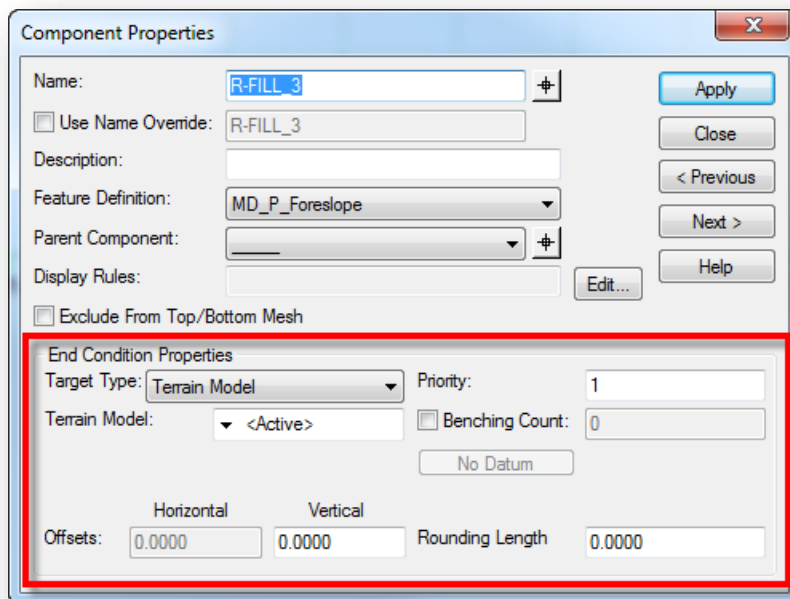 Component Properties
Name: R-FILL_3 Apply
Use Name Override: R-FILL_3 Close
Description: < Previous
Feature Definition: MD_P_Foreslope
Parent Component: _____ Next >
Display Rules: Edit... Help
Exclude From Top/Bottom Mesh
End Condition Properties
Target Type: Terrain Model Priority: 1
Terrain Model: <Active> Benching Count: 0
No Datum
Horizontal Vertical
Offsets: 0.0000 0.0000 Rounding Length 0.0000